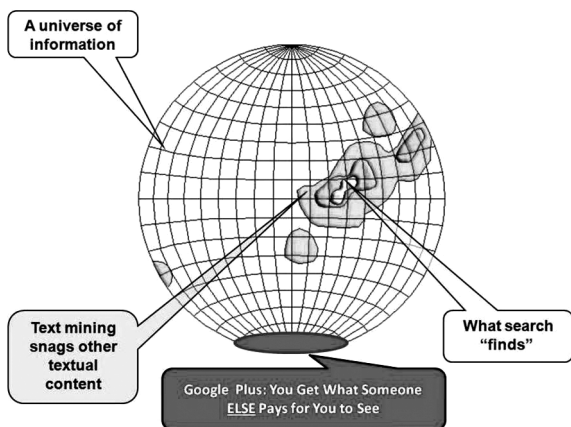 A universe of
information
Text mining
snags other
textual
content
What search
“finds”
Google Plus: You Get What Someone
ELSE Pays for You to See